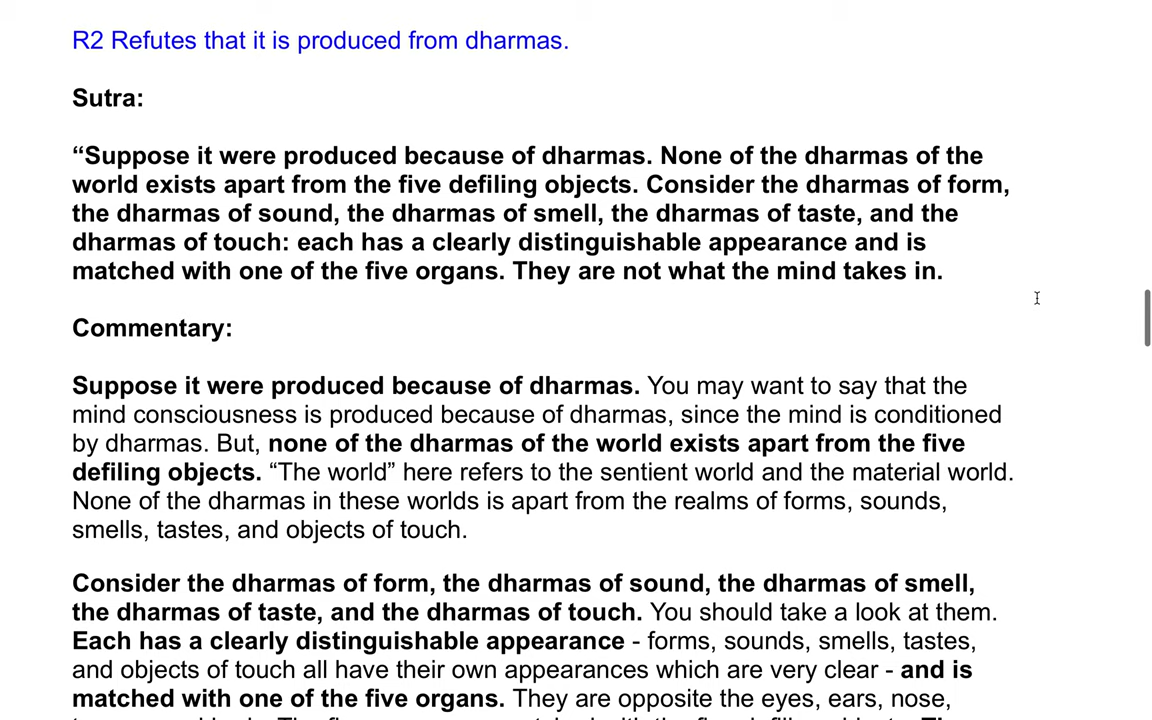 R2 Refutes that it is produced from dharmas.
Sutra:
“Suppose it were produced because of dharmas. None of the dharmas of the
world exists apart from the five defiling objects. Consider the dharmas of form,
the dharmas of sound, the dharmas of smell, the dharmas of taste, and the
dharmas of touch: each has a clearly distinguishable appearance and is
matched with one of the five organs. They are not what the mind takes in.
Commentary:
Suppose it were produced because of dharmas. You may want to say that the
mind consciousness is produced because of dharmas, since the mind is conditioned
by dharmas. But, none of the dharmas of the world exists apart from the five
defiling objects. “The world” here refers to the sentient world and the material world.
None of the dharmas in these worlds is apart from the realms of forms, sounds,
smells, tastes, and objects of touch.
Consider the dharmas of form, the dharmas of sound, the dharmas of smell,
the dharmas of taste, and the dharmas of touch. You should take a look at them.
Each has a clearly distinguishable appearance - forms, sounds, smells, tastes,
and objects of touch all have their own appearances which are very clear - and is
matched with one of the five organs. They are opposite the eyes, ears, nose,